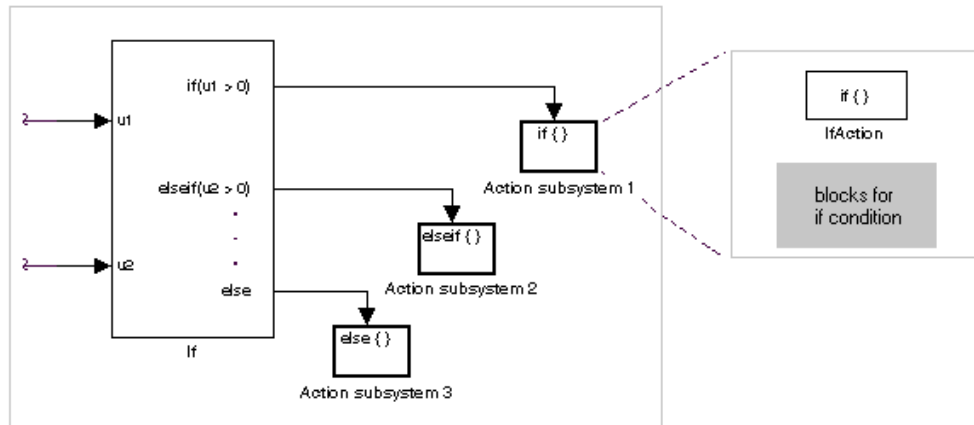 if(u1 > 0)
u1
elseif(u2 > 0)
u2
else
If
if { }
Action subsystem 1
elseif { }
Action subsystem 2
else { }
Action subsystem 3
if { }
IfAction
blocks for
if condition